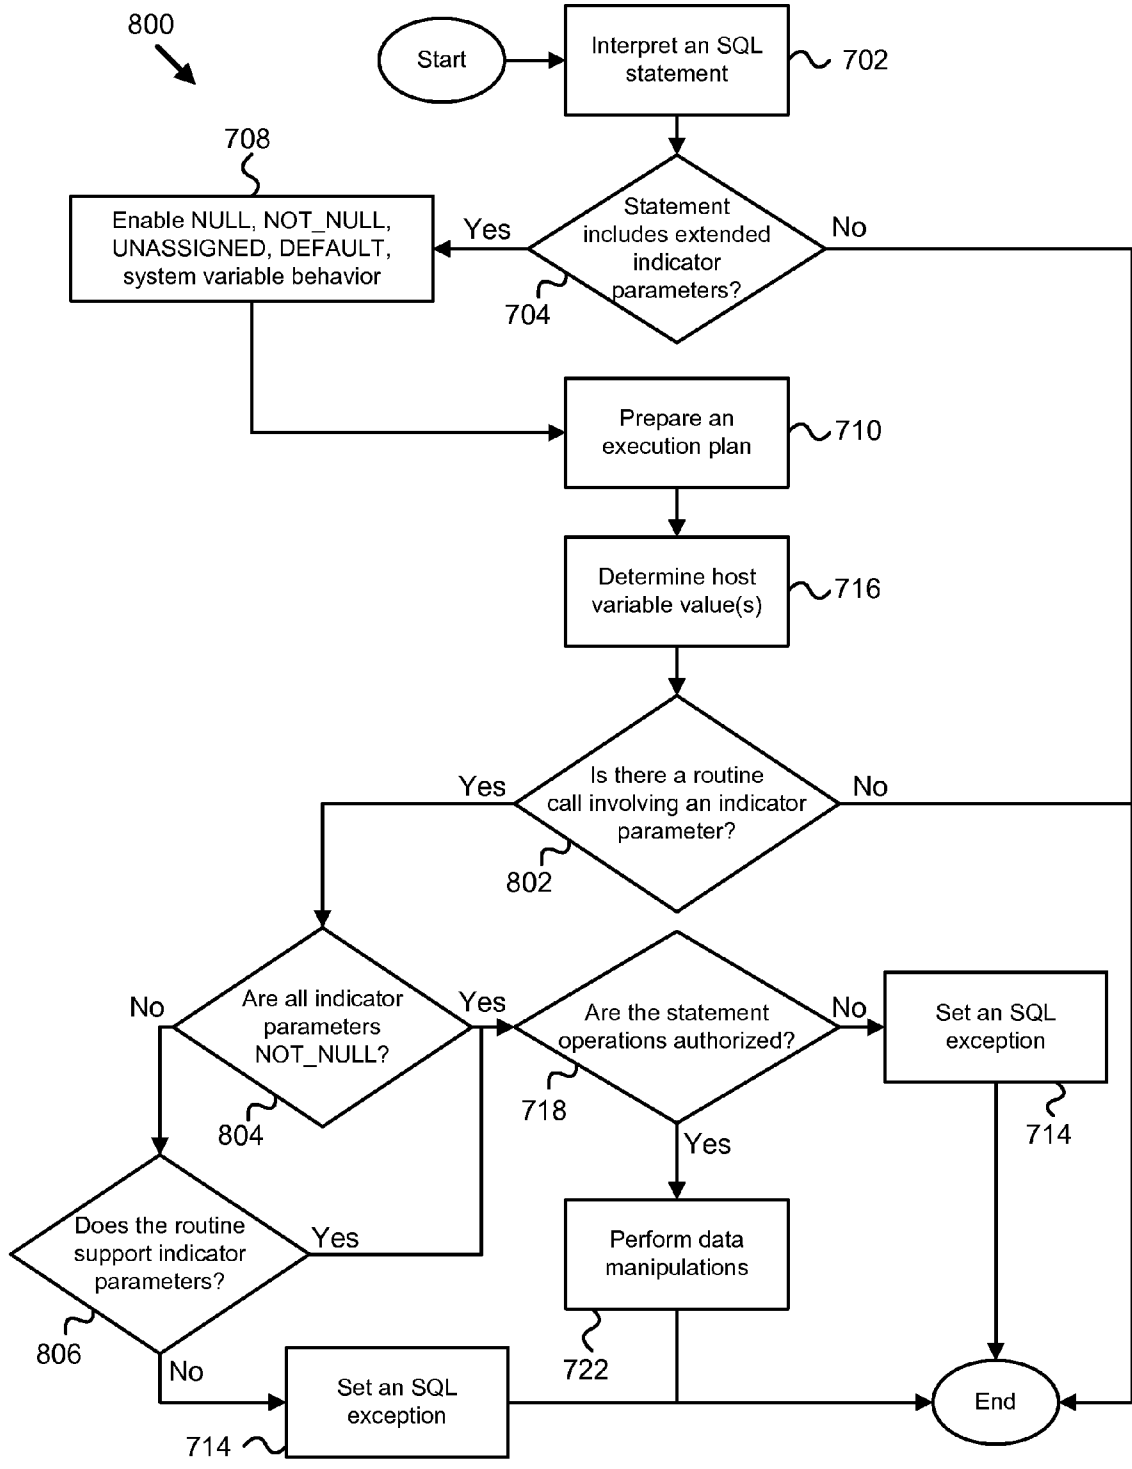 800
Start
Interpret an SQL
statement
702
708
Enable NULL, NOT_NULL,
UNASSIGNED, DEFAULT,
system variable behavior
Yes
Statement
includes extended
indicator
parameters?
No
704
Prepare an
execution plan
710
Determine host
variable value(s)
716
Yes
Is there a routine
call involving an indicator
parameter?
No
802
No
Are all indicator
parameters
NOT_NULL?
Yes
804
Are the statement
operations authorized?
No
718
Yes
Set an SQL
exception
714
Does the routine
support indicator
parameters?
Yes
806
No
Perform data
manipulations
722
Set an SQL
exception
714
End